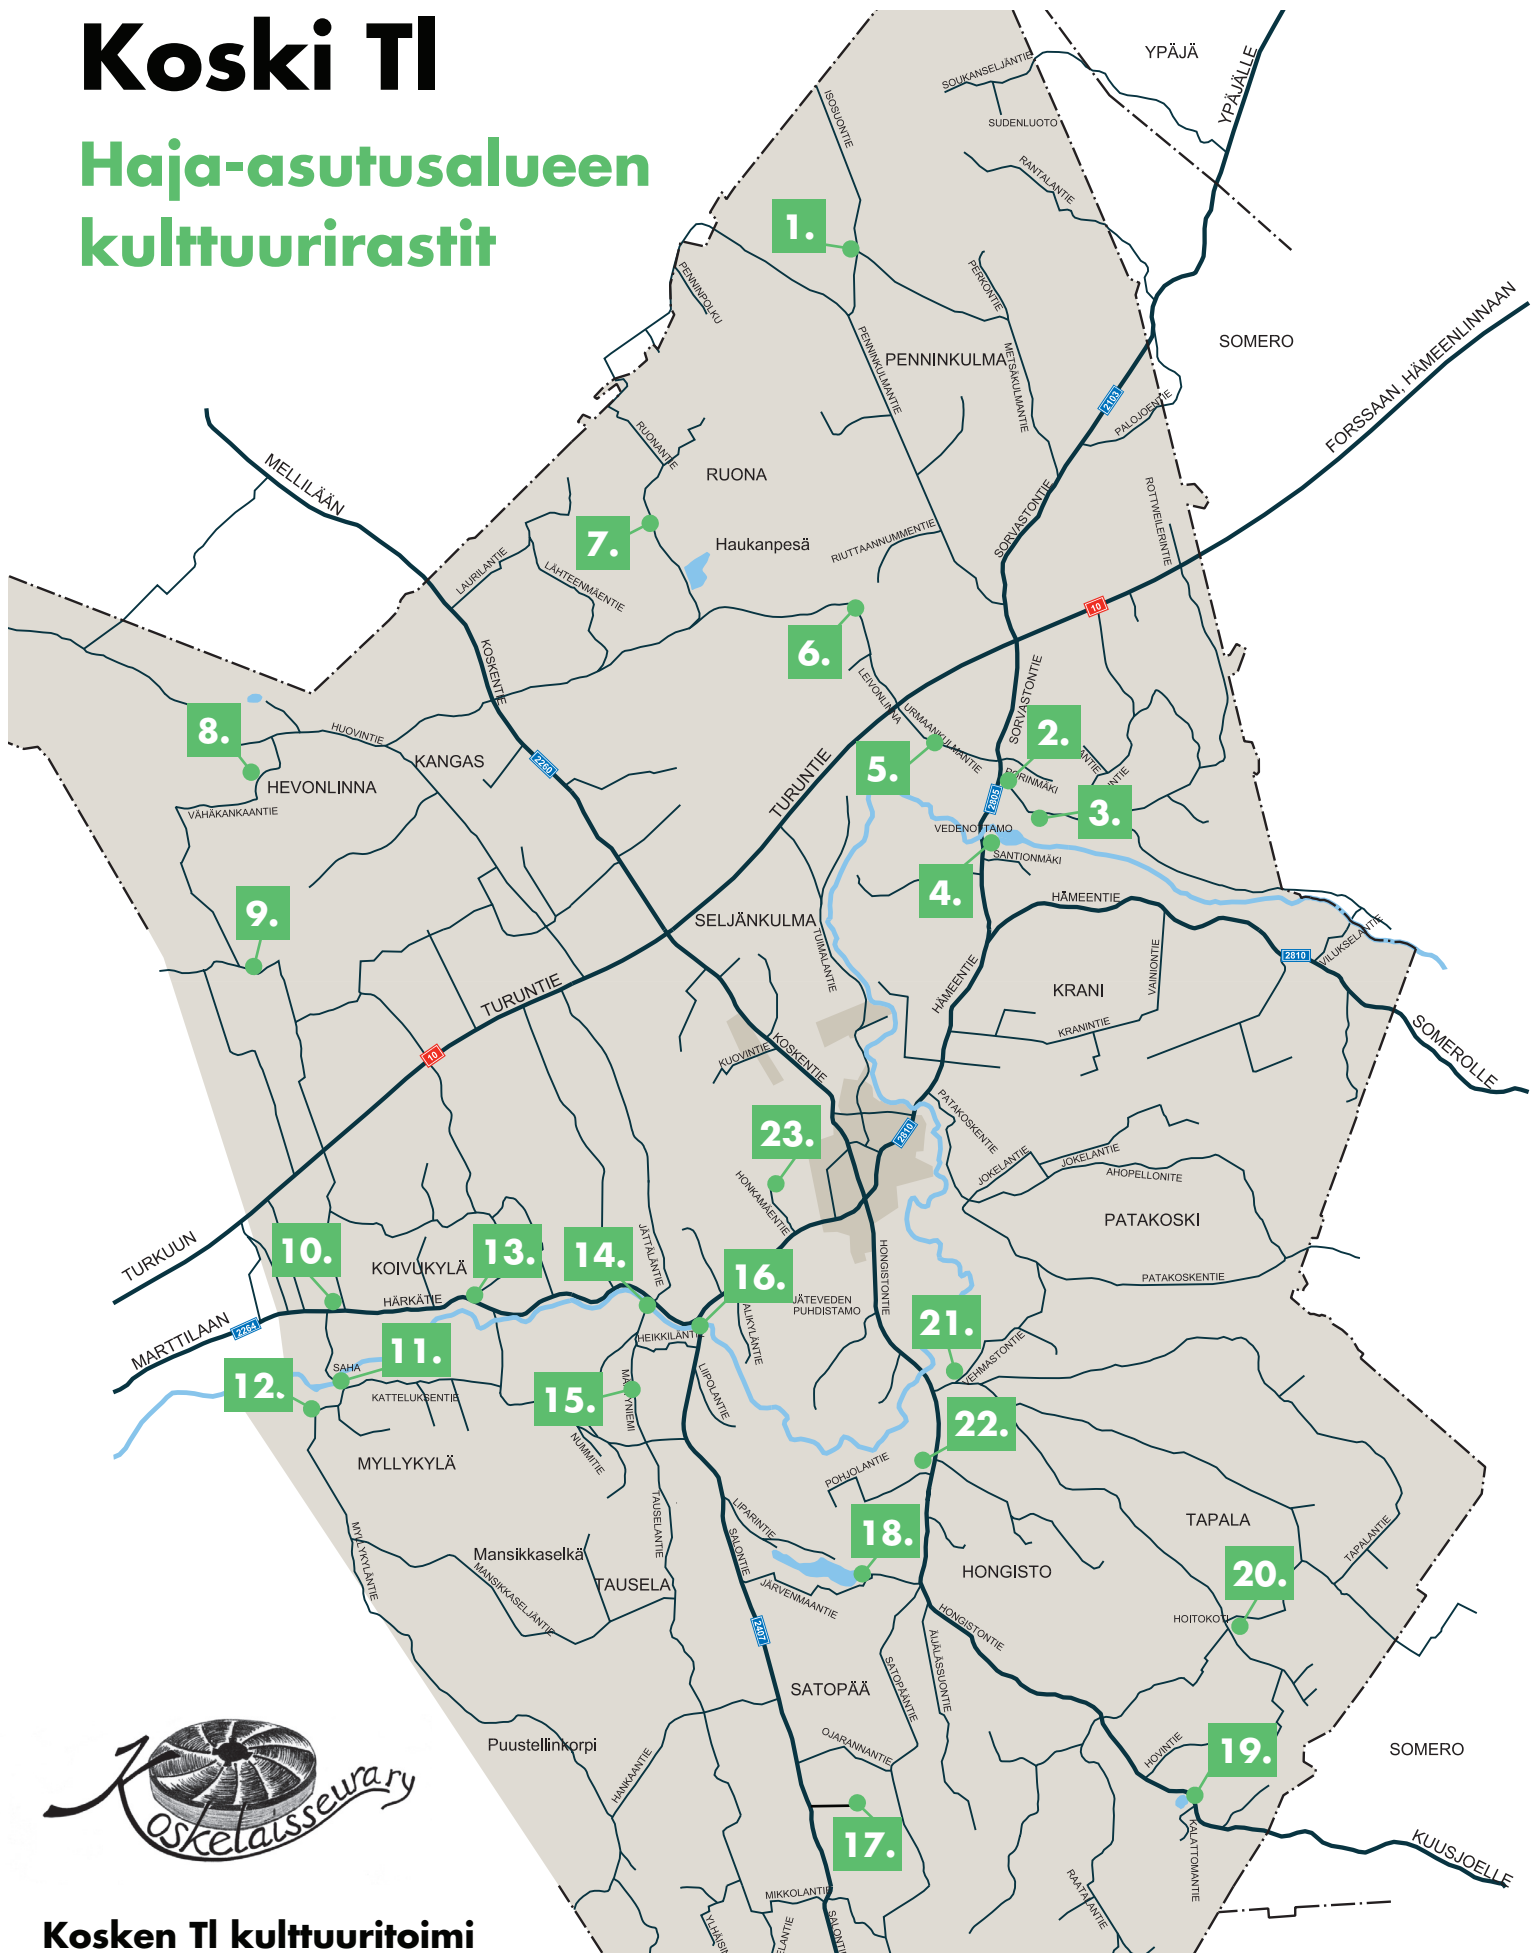 Koski Tl
Haja-asutusalueen
kulttuurirastit
YPÄJÄ
YPÄJÄLLE
SOUKANSELJÄNTIE
SUDENLUOTO
ISOSUONTIE
RANTALANTIE
1.
PENNINPOLKU
PERKONTIE
PENNINKULMANTIE
PENNINKULMA
METSÄKULMANTIE
SOMERO
FORSSAAN, HÄMEENLINNAAN
2103
PALOJOENTIE
MELLILÄÄN
RUONANTIE
RUONA
SORVASTONTIE
ROTTWEILERINTIE
7.
Haukanpesä
RIUTTAANNUMMENTIE
LAURILANTIE
LÄHTEENMÄENTIE
10
6.
KOSKENTIE
LEIVONLINNA
SORVASTONTIE
8.
HUOVINTIE
KANGAS
2260
URMAANKULMANTIE
2.
5.
PORINMÄKI
HEVONLINNA
TURUNTIE
2805
3.
VÄHÄKANKAANTIE
VEDENOTTAMO
SANTIONMÄKI
4.
9.
SELJÄNKULMA
HÄMEENTIE
TUIMALANTIE
VILUKSELANTIE
2810
VAINIONTIE
TURUNTIE
HÄMEENTIE
KRANI
KRANINTIE
SOMEROLLE
10
KUOVINTIE
KOSKENTIE
PATAKOSKENTIE
23.
2810
JOKELANTIE
JOKELANTIE
AHOPELLONITE
HONKAMÄENTIE
PATAKOSKI
TURKUUN
10.
KOIVUKYLÄ
13.
14.
JÄTTÄLÄNTIE
16.
HONGISTONTIE
PATAKOSKENTIE
HÄRKÄTIE
JÄTEVEDEN
PUHDISTAMO
MARTTILAAN
2264
HEIKKILÄNTIE
21.
VEHMASTONTIE
SAHA
11.
12.
KATTELUKSENTIE
15.
LIIPOLANTIE
22.
NUMMITIE
MYLLYKYLÄ
POHJOLANTIE
TAUSELANTIE
LIPARINTIE
18.
TAPALA
TAPALANTIE
MYLLYKYLÄNTIE
Mansikkaselkä
MANSIKKASELJÄNTIE
TAUSELA
SALONTIE
JÄRVENMAANTIE
HONGISTO
20.
HOITOKOTI
2407
HONGISTONTIE
ÄIJÄLÄSSUONTIE
SATOPÄÄNTIE
SATOPÄÄ
Puustellinkorpi
OJARANNANTIE
HOVINTIE
19.
SOMERO
HANKAANTIE
17.
KALATTOMANTIE
KUUSJOELLE
Koskelaisseura ry
RAATALANTIE
MIKKOLANTIE
Kosken Tl kulttuuritoimi